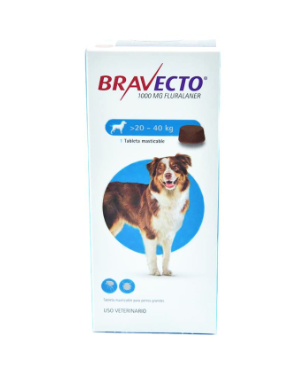 BRAVECTO®
1000 MG FLURALANER
>20 – 40 kg
1 Tableta masticable
USO VETERINARIO